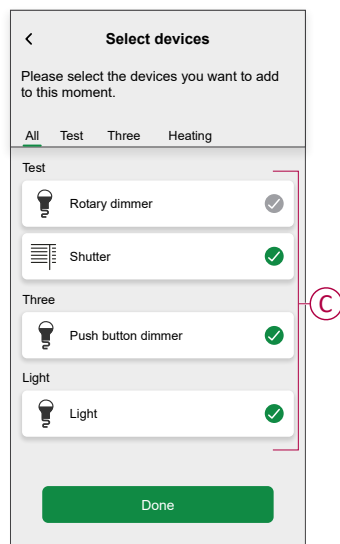 Select devices
Please select the devices you want to add
to this moment.
All Test Three Heating
Test
Rotary dimmer
Shutter
Three
Push button dimmer
Light
Light
Done
C